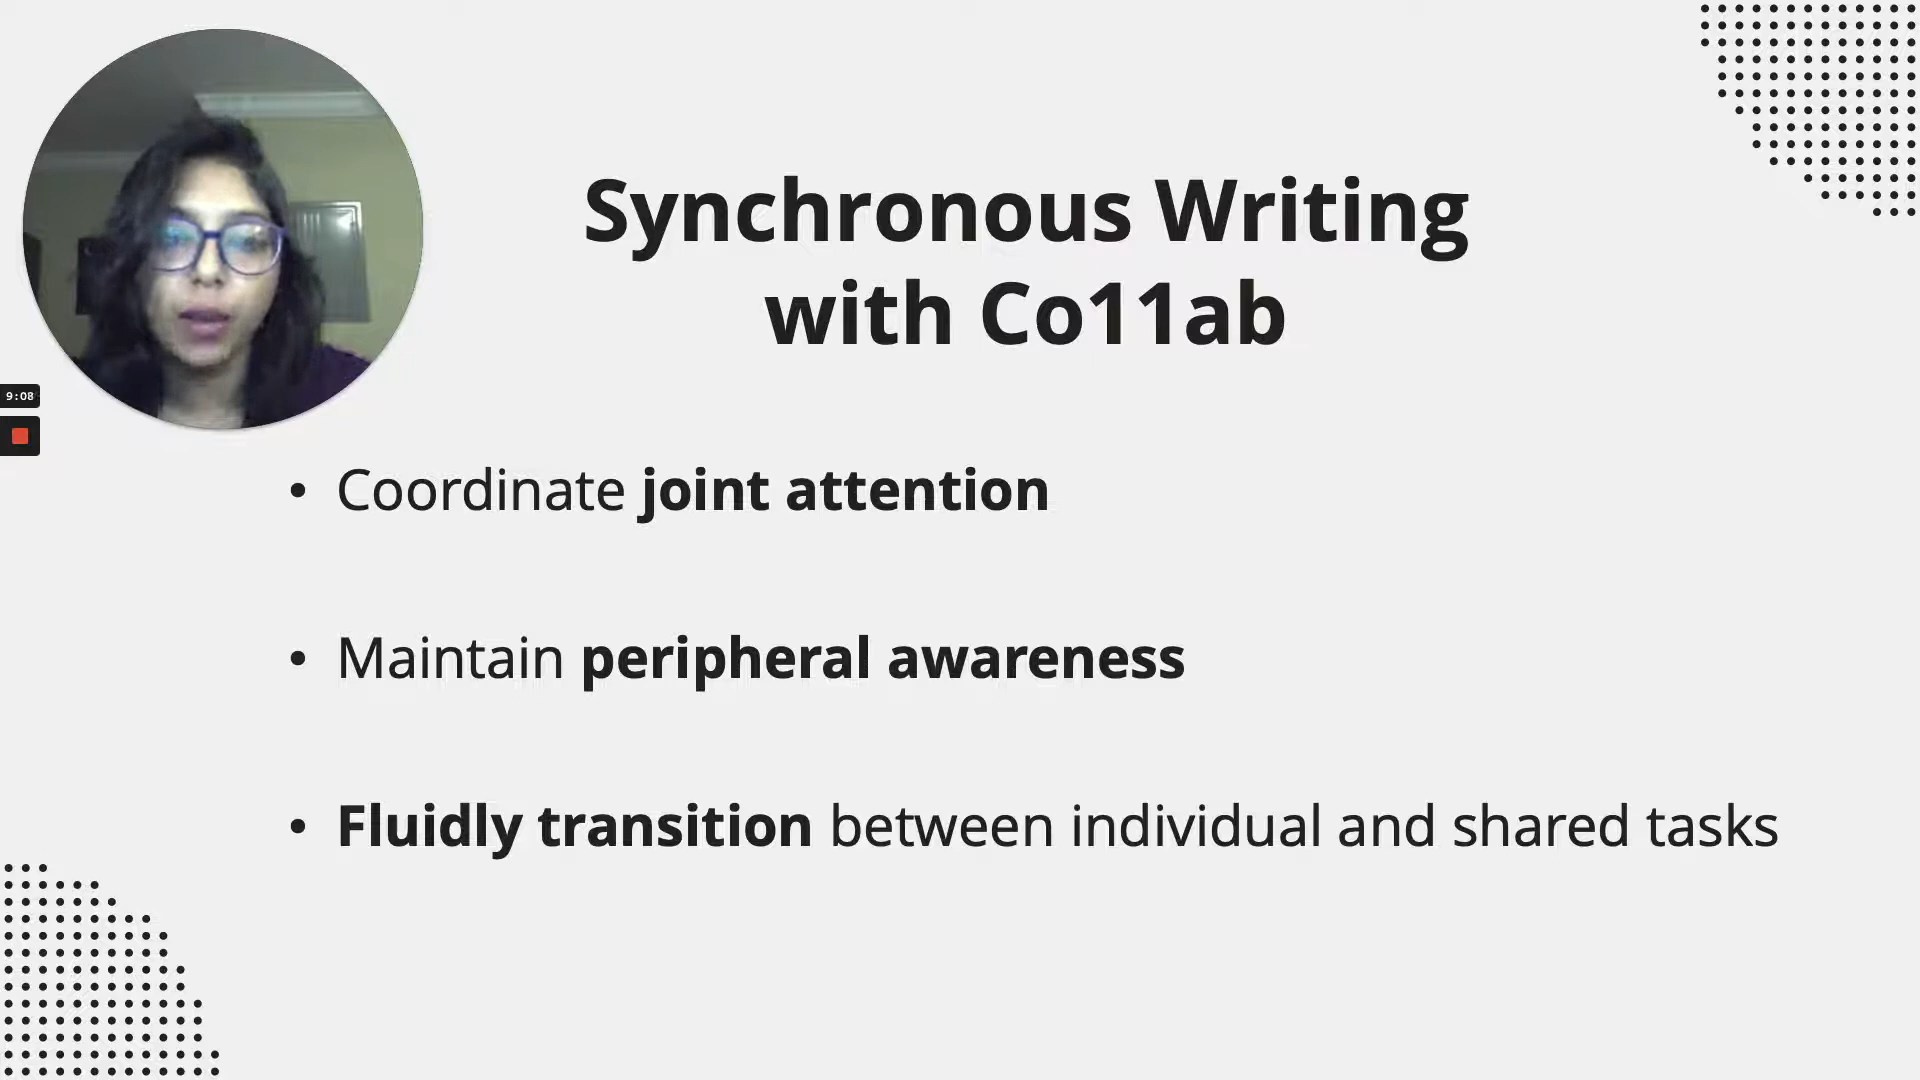 Synchronous Writing
with Co11ab
9:08
• Coordinate joint attention
• Maintain peripheral awareness
• Fluidly transition between individual and shared tasks